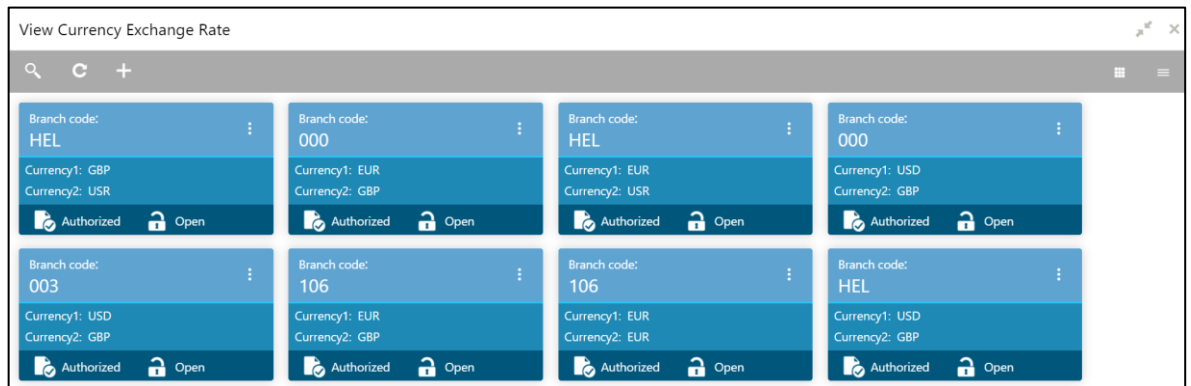 View Currency Exchange Rate
Branch code:
HEL
Currency1: GBP
Currency2: USR
Authorized Open
Branch code:
000
Currency1: EUR
Currency2: GBP
Authorized Open
Branch code:
HEL
Currency1: EUR
Currency2: USR
Authorized Open
Branch code:
000
Currency1: USD
Currency2: GBP
Authorized Open
Branch code:
003
Currency1: USD
Currency2: GBP
Authorized Open
Branch code:
106
Currency1: EUR
Currency2: GBP
Authorized Open
Branch code:
106
Currency1: EUR
Currency2: EUR
Authorized Open
Branch code:
HEL
Currency1: USD
Currency2: GBP
Authorized Open